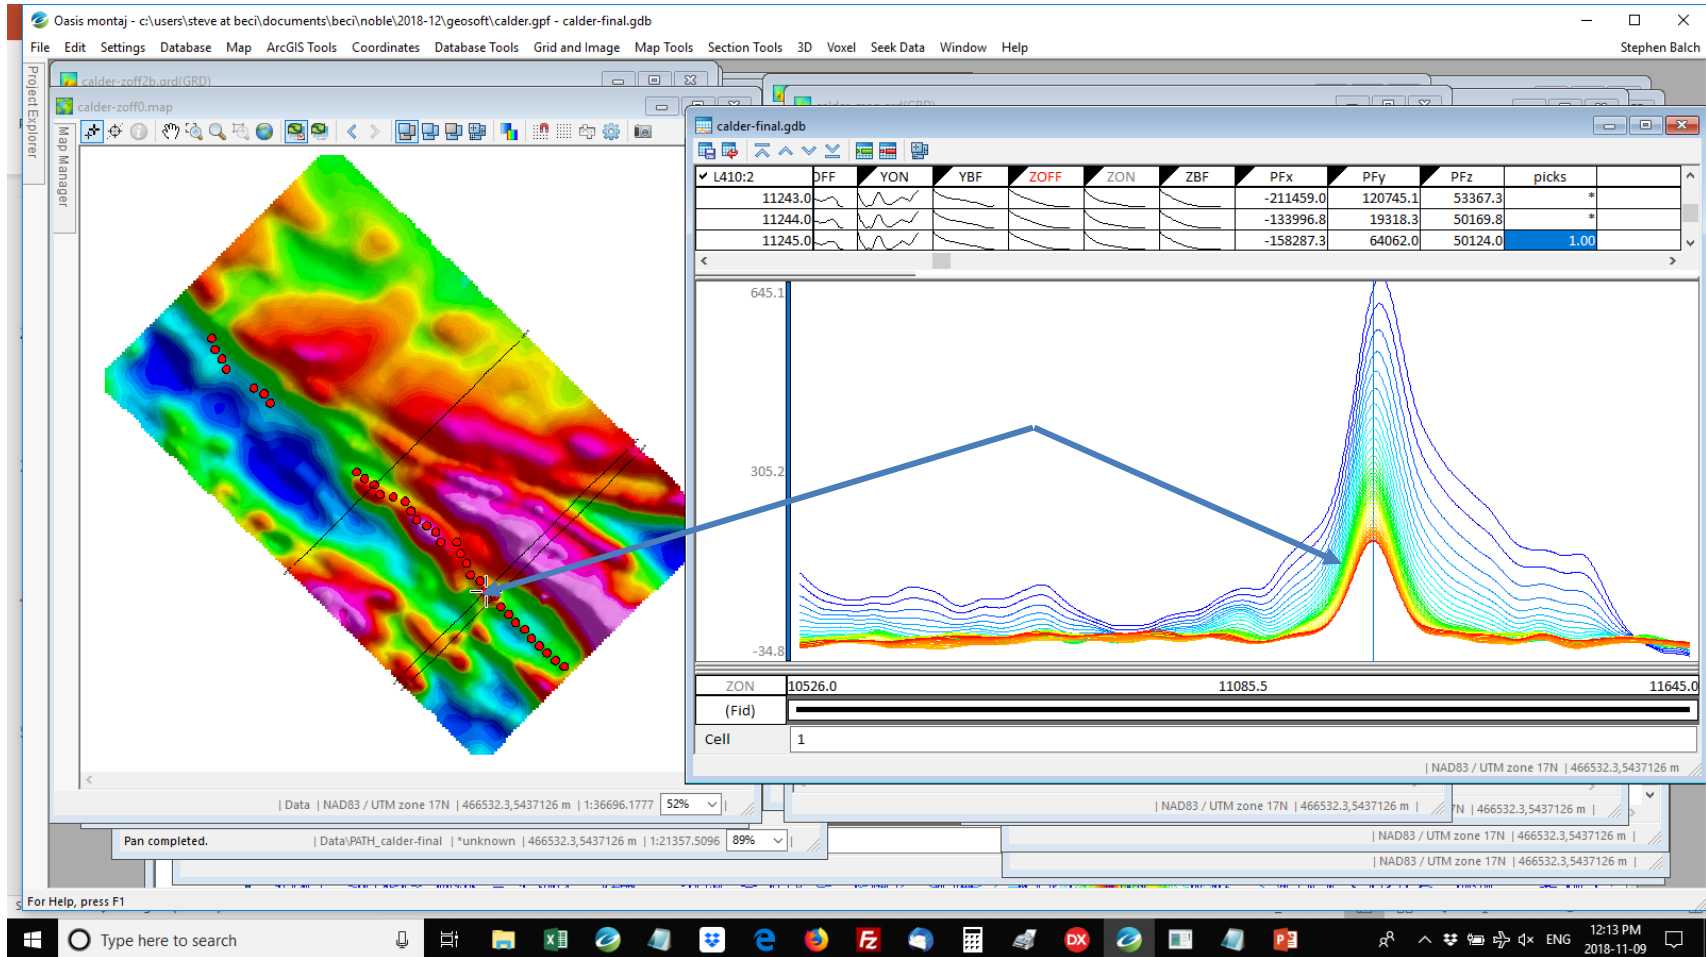 Oasis montaj - c:\users\steve at beci\documents\beci\noble\2018-12\geosoft\calder.gpf - calder-final.gdb
File Edit Settings Database Map ArcGIS Tools Coordinates Database Tools Grid and Image Map Tools Section Tools 3D Voxel Seek Data Window Help Stephen Balch
Project Explorer
calder-zoff2b.grd(GRD)
calder-zoff0.map
Map Manager
calder-final.gdb
L410:2 OFF YON YBF ZOFF ZON ZBF PFx PFy PFz picks
11243.0 -211459.0 120745.1 53367.3 *
11244.0 -133996.8 19318.3 50169.8 *
11245.0 -158287.3 64062.0 50124.0 1.00
645.1
305.2
-34.8
ZON 10526.0 11085.5 11645.0
(Fid)
Cell 1
| NAD83 / UTM zone 17N | 466532.3,5437126 m
| Data | NAD83 / UTM zone 17N | 466532.3,5437126 m | 1:36696.1777 52%
| NAD83 / UTM zone 17N | 466532.3,5437126 m |
7N | 466532.3,5437126 m |
Pan completed. | Data\PATH_calder-final | *unknown | 466532.3,5437126 m | 1:21357.5096 89%
| NAD83 / UTM zone 17N | 466532.3,5437126 m |
| NAD83 / UTM zone 17N | 466532.3,5437126 m |
For Help, press F1
Type here to search
ENG
12:13 PM
2018-11-09